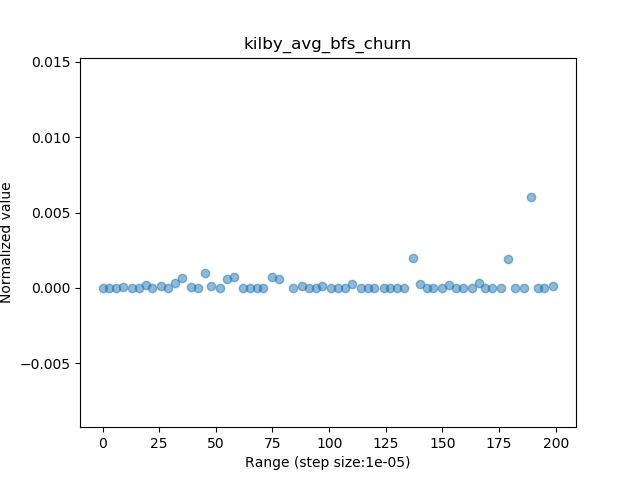 kilby_avg_bfs_churn
0.015
0.010
0.005
0.000
−0.005
Normalized value
0 25 50 75 100 125 150 175 200
Range (step size:1e-05)